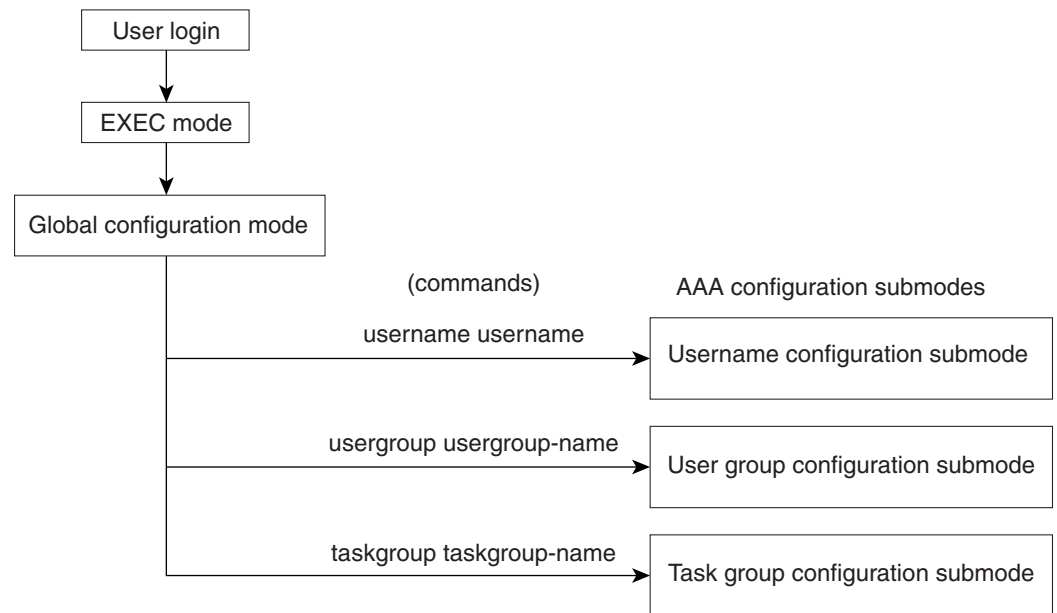 User login
EXEC mode
Global configuration mode
(commands)
AAA configuration submodes
username username
Username configuration submode
usergroup usergroup-name
User group configuration submode
taskgroup taskgroup-name
Task group configuration submode